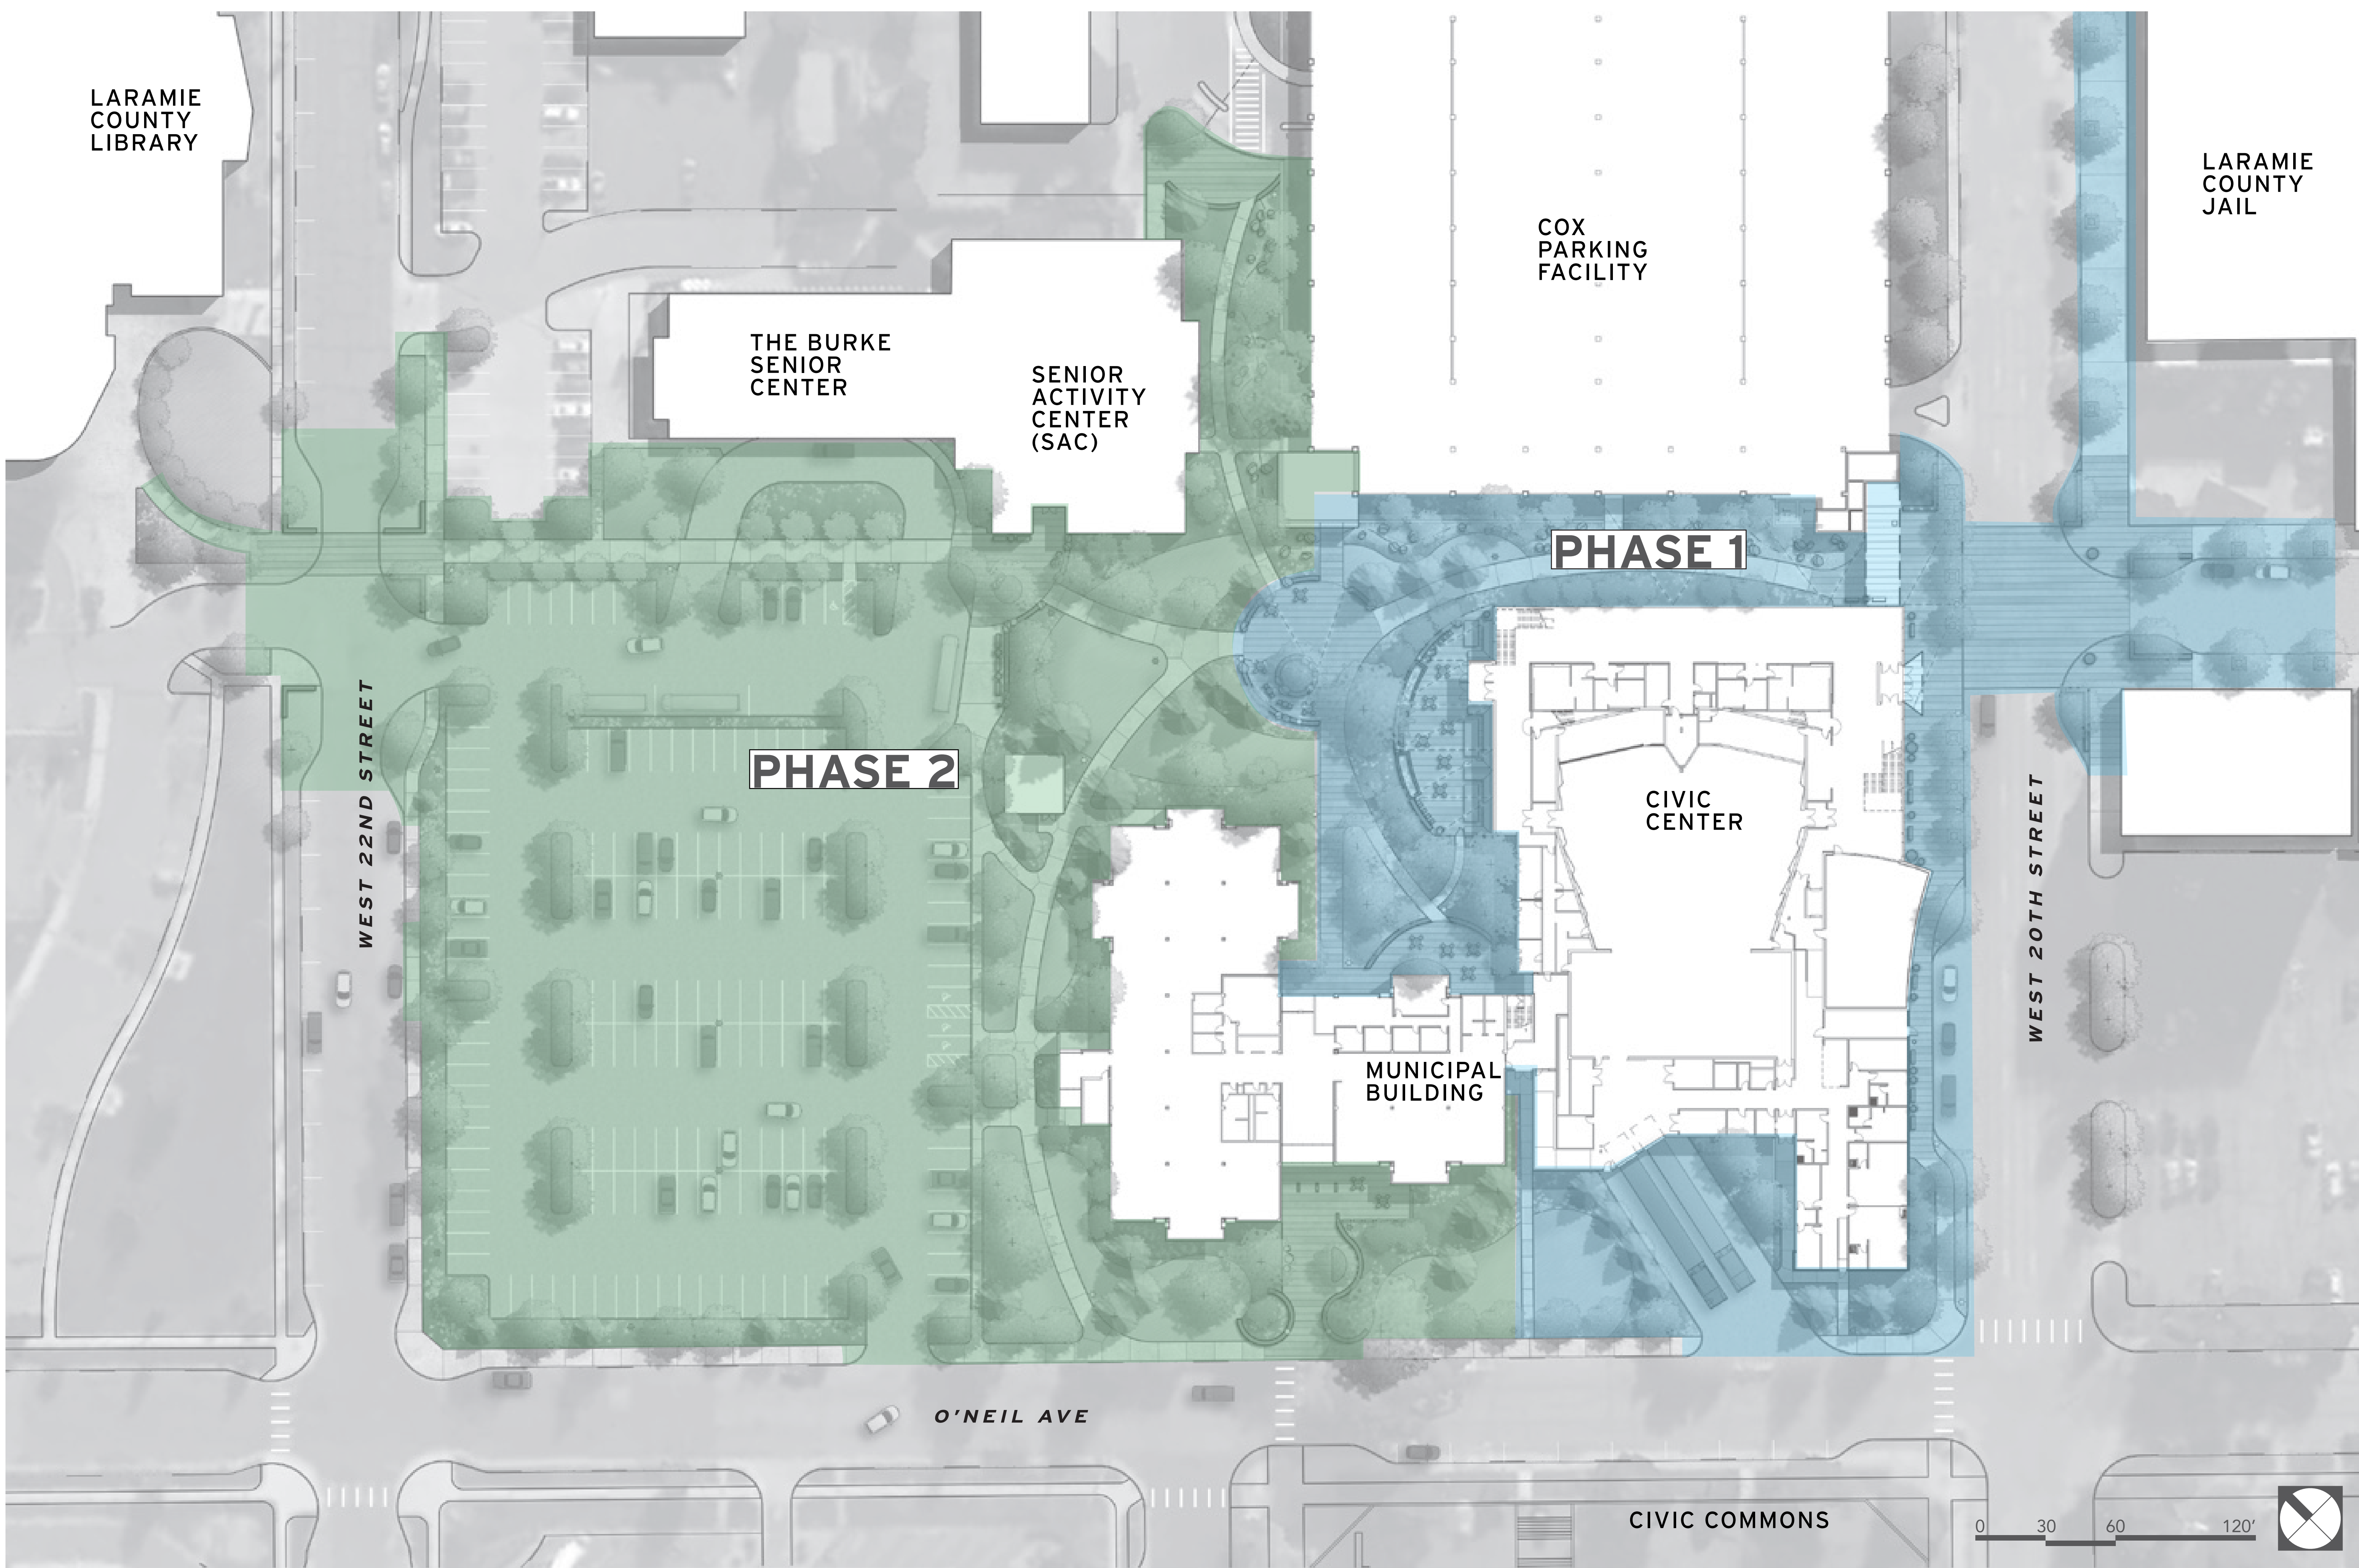 LARAMIE
COUNTY
LIBRARY
LARAMIE
COUNTY
JAIL
COX
PARKING
FACILITY
THE BURKE
SENIOR
CENTER
SENIOR
ACTIVITY
CENTER
(SAC)
PHASE 1
PHASE 2
WEST 22ND STREET
CIVIC
CENTER
WEST 20TH STREET
MUNICIPAL
BUILDING
O'NEIL AVE
CIVIC COMMONS
0 30 60 120'